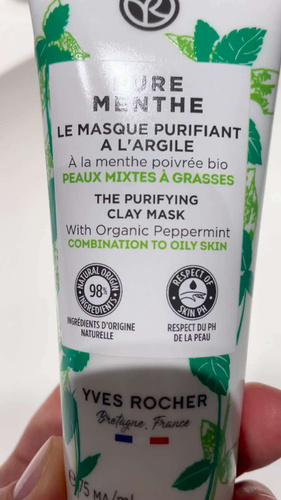 PURE
MENTHE
LE MASQUE PURIFIANT
A L'ARGILE
À la menthe poivrée bio
PEAUX MIXTES À GRASSES
THE PURIFYING
CLAY MASK
With Organic Peppermint
COMBINATION TO OILY SKIN
NATURAL ORIGIN
98%
INGREDIENTS
RESPECT OF
SKIN PH
INGRÉDIENTS D'ORIGINE
NATURELLE
RESPECT DU PH
DE LA PEAU
YVES ROCHER
Bretagne, France